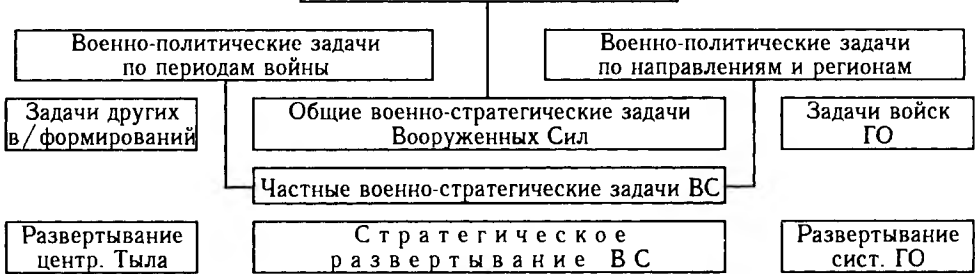 Военно-политические задачи
по периодам войны
Военно-политические задачи
по направлениям и регионам
Задачи других
в/формирований
Общие военно-стратегические задачи
Вооруженных Сил
Задачи войск
ГО
Частные военно-стратегические задачи ВС
Развертывание
центр. Тыла
Стратегическое
развертывание ВС
Развертывание
сист. ГО